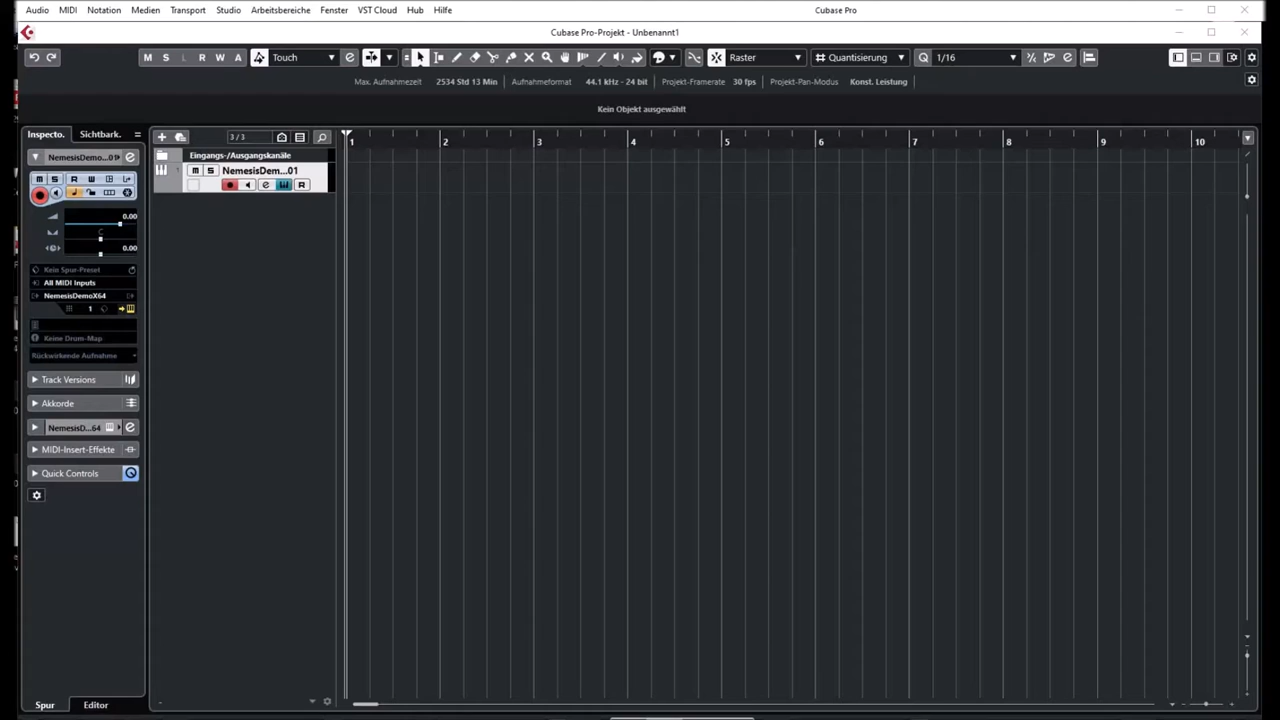 Audio MIDI Notation Medien Transport Studio Arbeitsbereiche Fenster VST Cloud Hub Hilfe Cubase Pro
Cubase Pro-Projekt - Unbenannt1
M S L R W A Touch Raster Quantisierung Q 1/16
Max. Aufnahmezeit 2534 Std 13 Min Aufnahmeformat 44.1 kHz - 24 bit Projekt-Framerate 30 fps Projekt-Pan-Modus Konst. Leistung
Kein Objekt ausgewählt
Inspecto. Sichtbark. 3/3 1 2 3 4 5 6 7 8 9 10
Eingangs-/Ausgangskanäle
NemesisDemo...01
1 M S NemesisDem...01
M S R W
R
0.00
C
0.00
Kein Spur-Preset
All MIDI Inputs
NemesisDemoX64
1
Keine Drum-Map
Rückwirkende Aufnahme
Track Versions
Akkorde
NemesisD...64
MIDI-Insert-Effekte
Quick Controls
Spur Editor